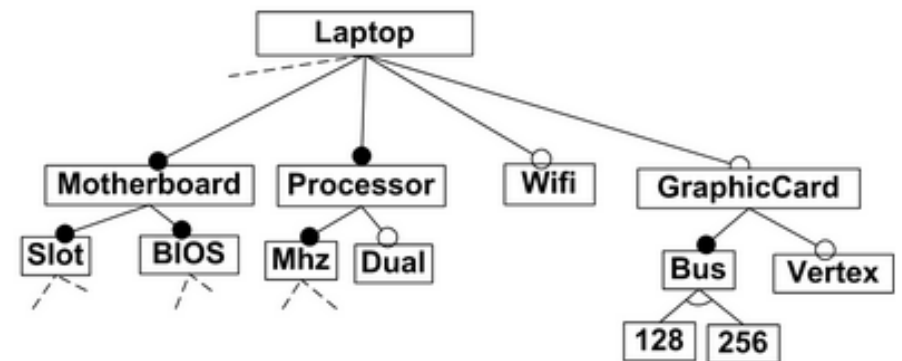 Laptop
Motherboard
Processor
Wifi
GraphicCard
Slot
BIOS
Mhz
Dual
Bus
Vertex
128
256